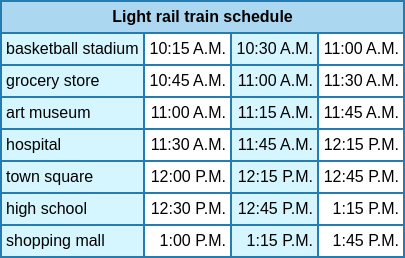 Light rail train schedule
basketball stadium 10:15 A.M. 10:30 A.M. 11:00 A.M.
grocery store 10:45 A.M. 11:00 A.M. 11:30 A.M.
art museum 11:00 A.M. 11:15 A.M. 11:45 A.M.
hospital 11:30 A.M. 11:45 A.M. 12:15 P.M.
town square 12:00 P.M. 12:15 P.M. 12:45 P.M.
high school 12:30 P.M. 12:45 P.M. 1:15 P.M.
shopping mall 1:00 P.M. 1:15 P.M. 1:45 P.M.